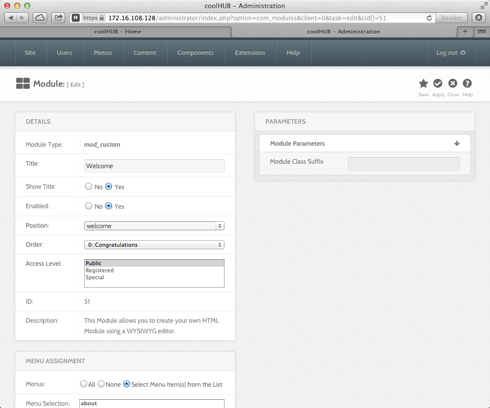 coolHUB - Administration
https 172.16.108.128/administrator/index.php?option=com_modules&client=0&task=edit&cid[]=51
Reader
coolHUB - Home
coolHUB - Administration
Site
Users
Menus
Content
Components
Extensions
Help
Log out
Module: [ Edit ]
Save
Apply
Close
Help
DETAILS
Module Type: mod_custom
Title: Welcome
Show Title: No Yes
Enabled: No Yes
Position: welcome
Order: 0::Congratulations
Access Level: Public
Registered
Special
ID: 51
Description: This Module allows you to create your own HTML
Module using a WYSIWYG editor.
PARAMETERS
Module Parameters
Module Class Suffix
MENU ASSIGNMENT
Menus: All None Select Menu Item(s) from the List
Menu Selection: about